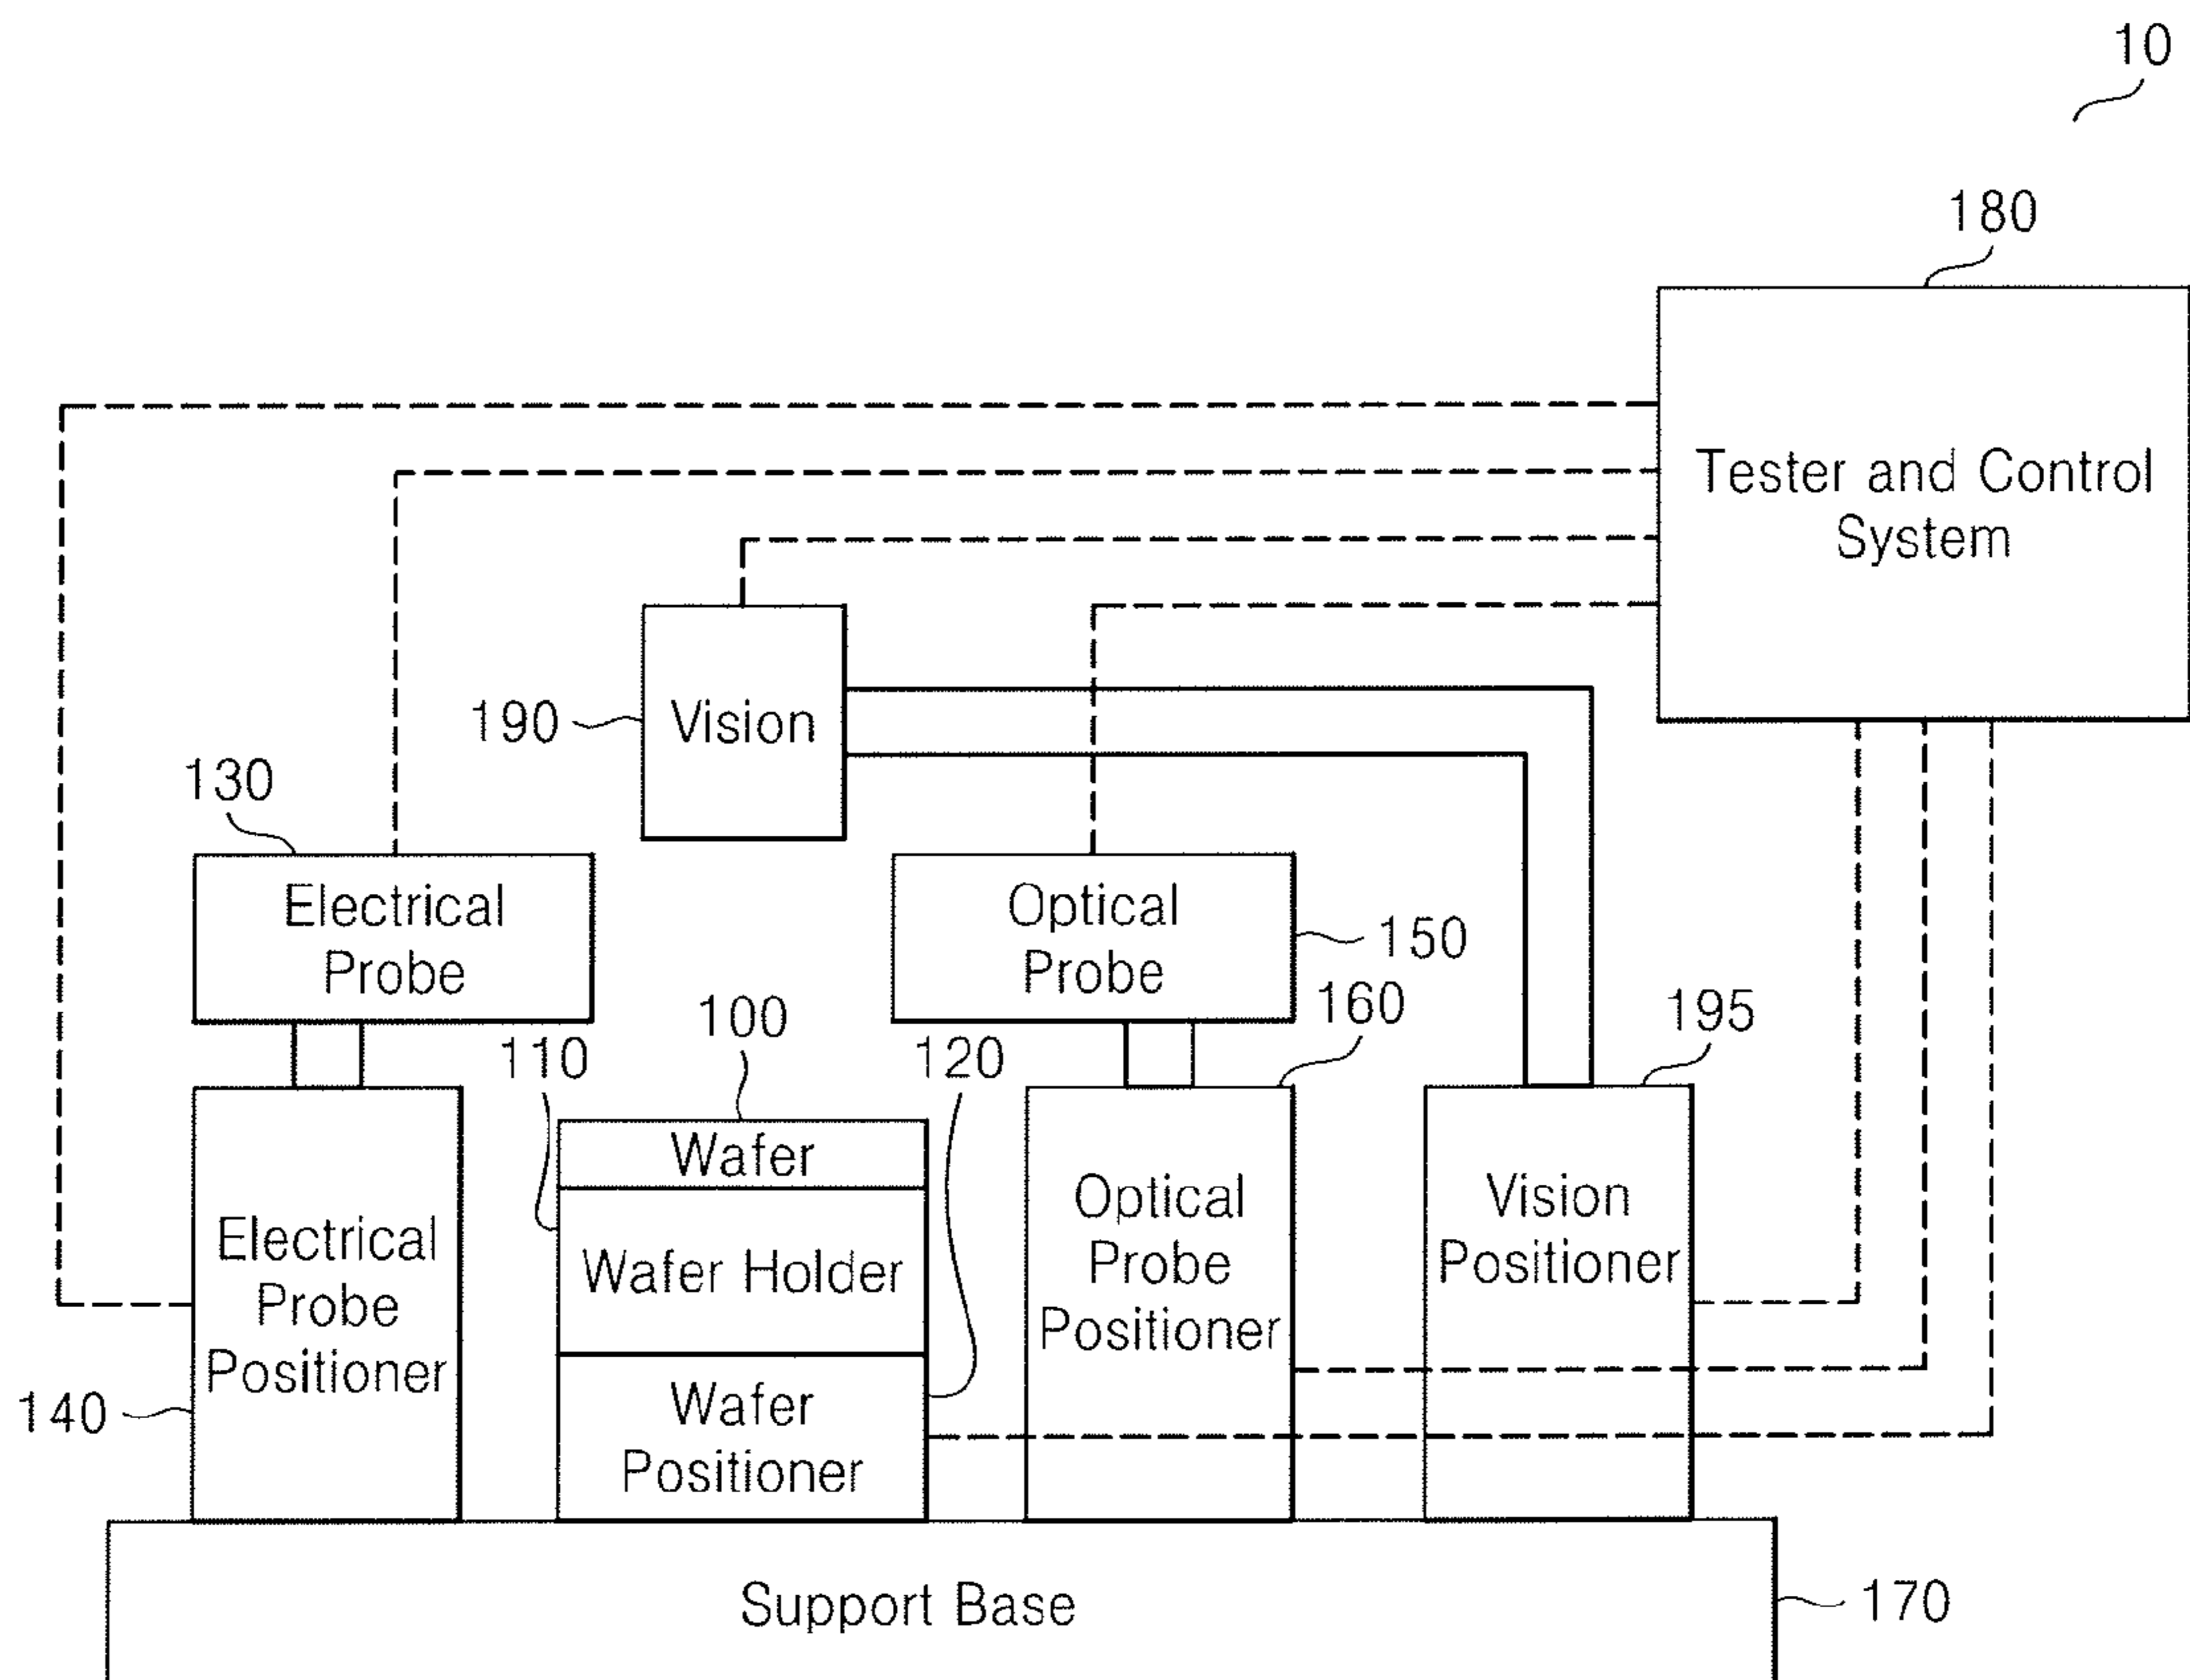 10
180
Tester and Control
System
190
Vision
130
Electrical
Probe
Optical
Probe
150
110
100
120
160
195
Wafer
Wafer Holder
Wafer
Positioner
Electrical
Probe
Positioner
140
Optical
Probe
Positioner
Vision
Positioner
Support Base
170